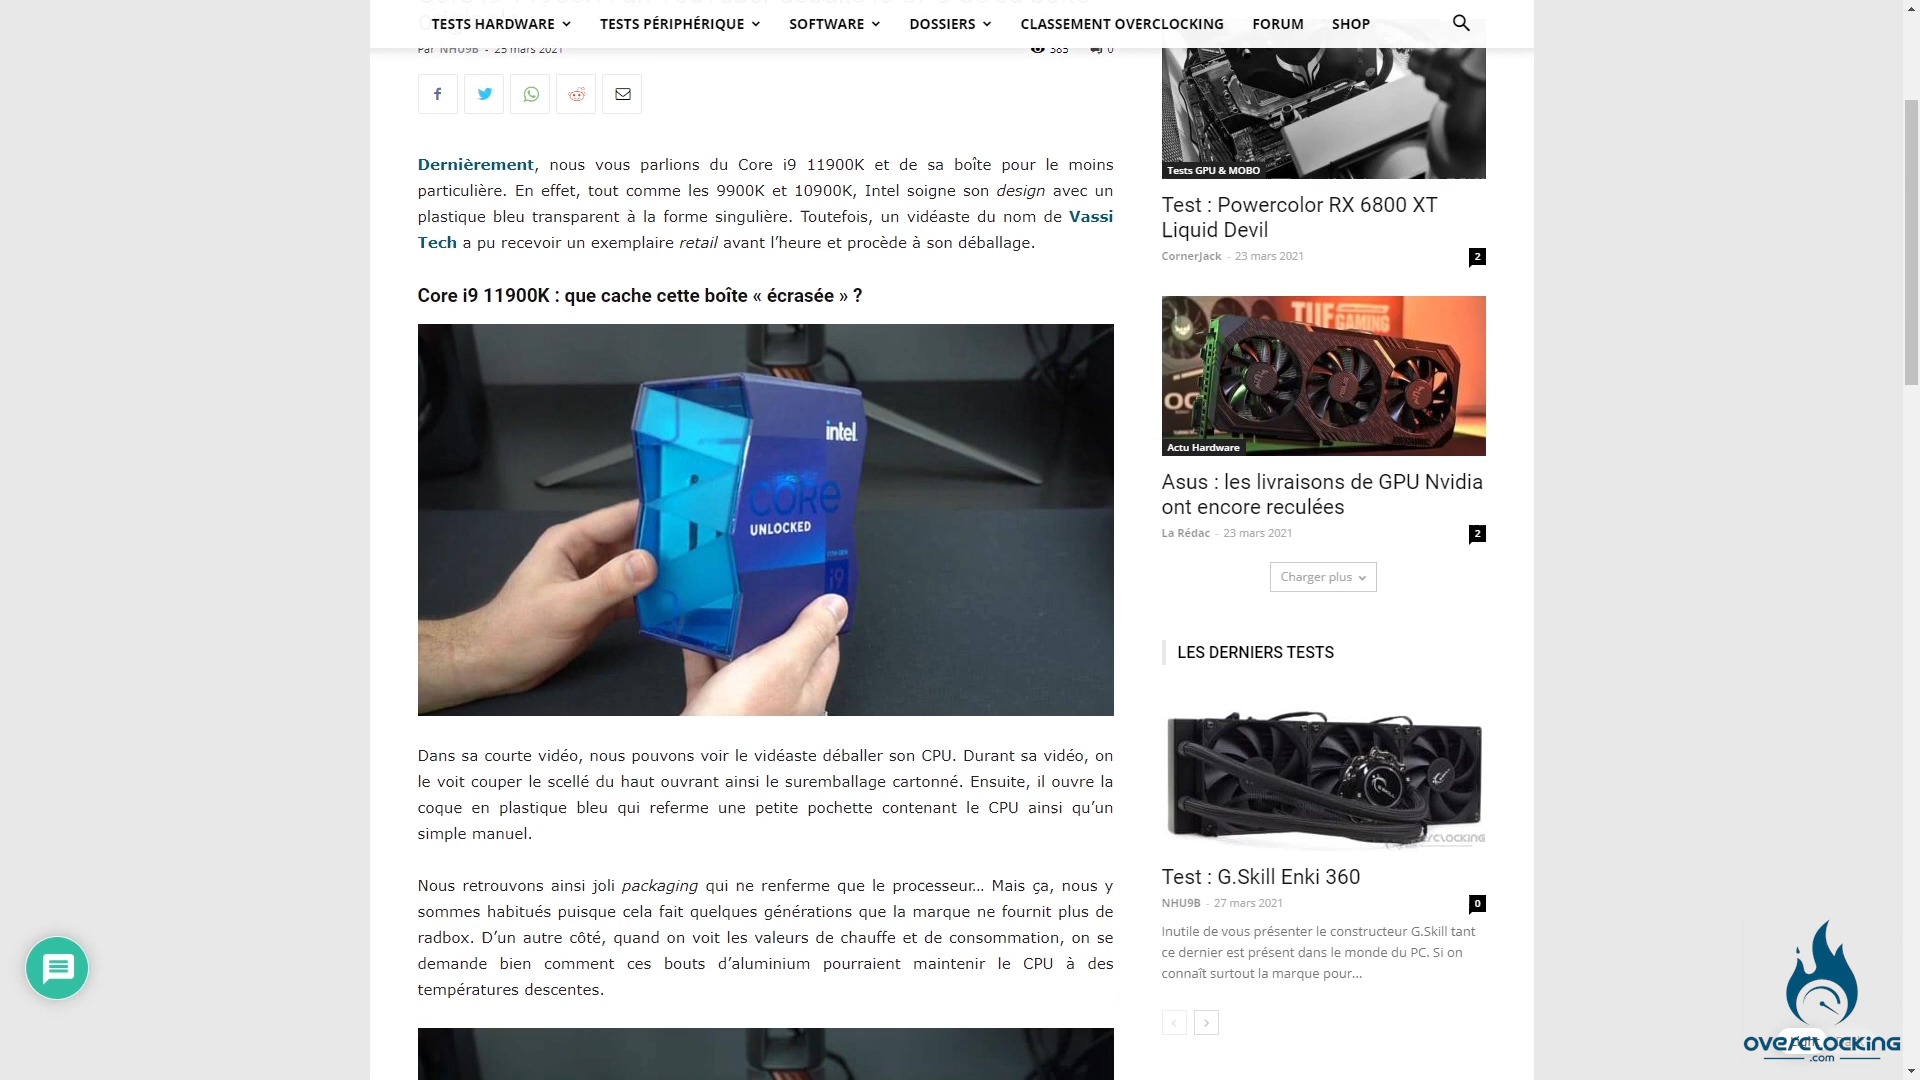 TESTS HARDWARE
TESTS PÉRIPHÉRIQUE
SOFTWARE
DOSSIERS
CLASSEMENT OVERCLOCKING
FORUM
SHOP
Par NHU9B - 25 mars 2021
385
0
Dernièrement, nous vous parlions du Core i9 11900K et de sa boîte pour le moins
particulière. En effet, tout comme les 9900K et 10900K, Intel soigne son design avec un
plastique bleu transparent à la forme singulière. Toutefois, un vidéaste du nom de Vassi
Tech a pu recevoir un exemplaire retail avant l’heure et procède à son déballage.
Core i9 11900K : que cache cette boîte « écrasée » ?
intel
CORE
UNLOCKED
i9
Dans sa courte vidéo, nous pouvons voir le vidéaste déballer son CPU. Durant sa vidéo, on
le voit couper le scellé du haut ouvrant ainsi le suremballage cartonné. Ensuite, il ouvre la
coque en plastique bleu qui referme une petite pochette contenant le CPU ainsi qu’un
simple manuel.
Nous retrouvons ainsi joli packaging qui ne renferme que le processeur… Mais ça, nous y
sommes habitués puisque cela fait quelques générations que la marque ne fournit plus de
radbox. D’un autre côté, quand on voit les valeurs de chauffe et de consommation, on se
demande bien comment ces bouts d’aluminium pourraient maintenir le CPU à des
températures descentes.
Tests GPU & MOBO
Test : Powercolor RX 6800 XT
Liquid Devil
CornerJack - 23 mars 2021
2
TUF
GAMING
Actu Hardware
Asus : les livraisons de GPU Nvidia
ont encore reculées
La Rédac - 23 mars 2021
2
Charger plus
LES DERNIERS TESTS
Test : G.Skill Enki 360
NHU9B - 27 mars 2021
0
Inutile de vous présenter le constructeur G.Skill tant
ce dernier est présent dans le monde du PC. Si on
connaît surtout la marque pour...
OVERCLOCKING
.com